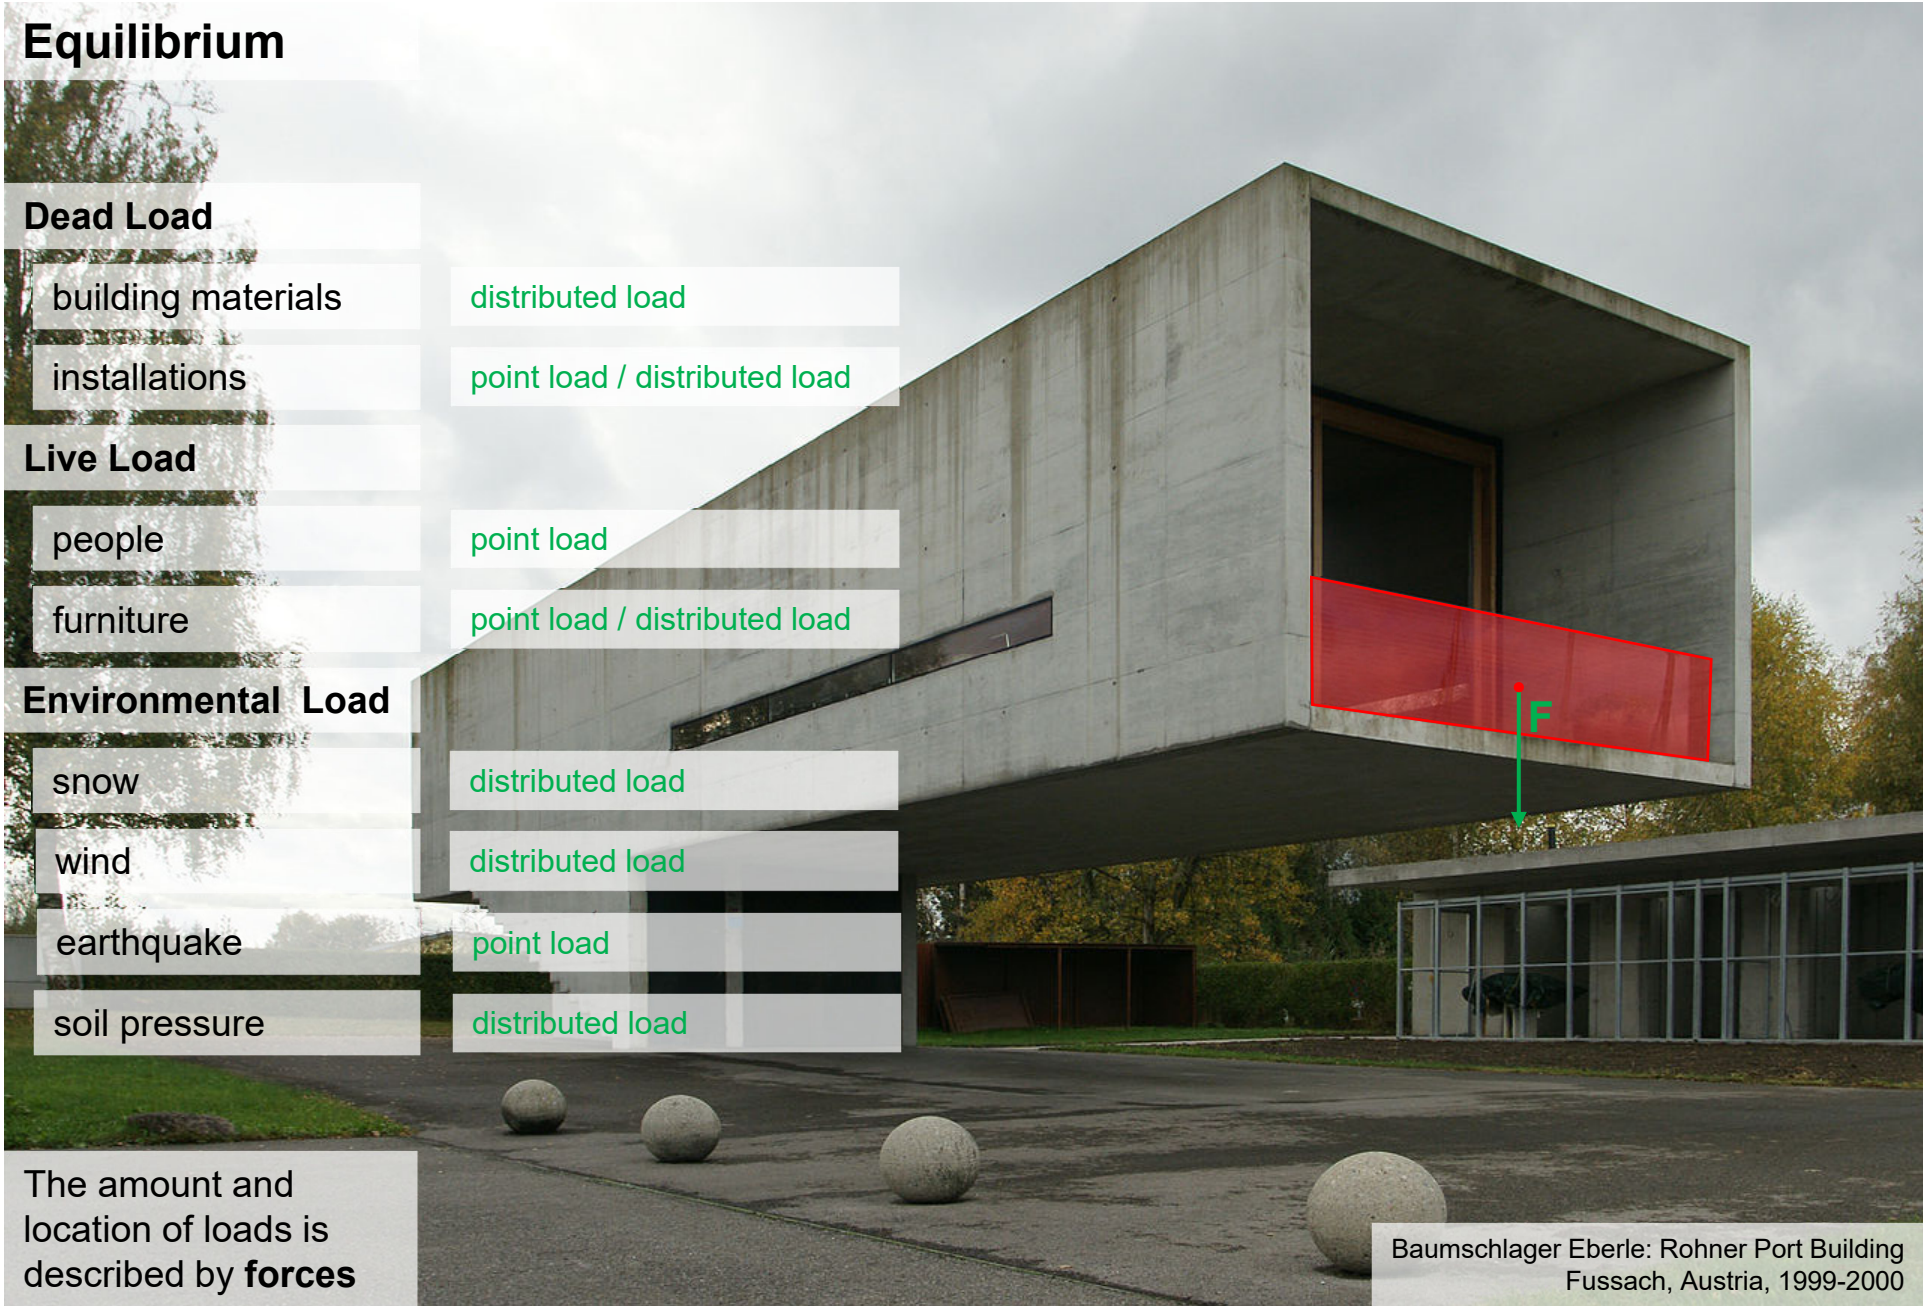 Equilibrium
Dead Load
building materials
distributed load
installations
point load / distributed load
Live Load
people
point load
furniture
point load / distributed load
Environmental Load
snow
distributed load
wind
distributed load
earthquake
point load
soil pressure
distributed load
F
The amount and
location of loads is
described by forces
Baumschlager Eberle: Rohner Port Building
Fussach, Austria, 1999-2000